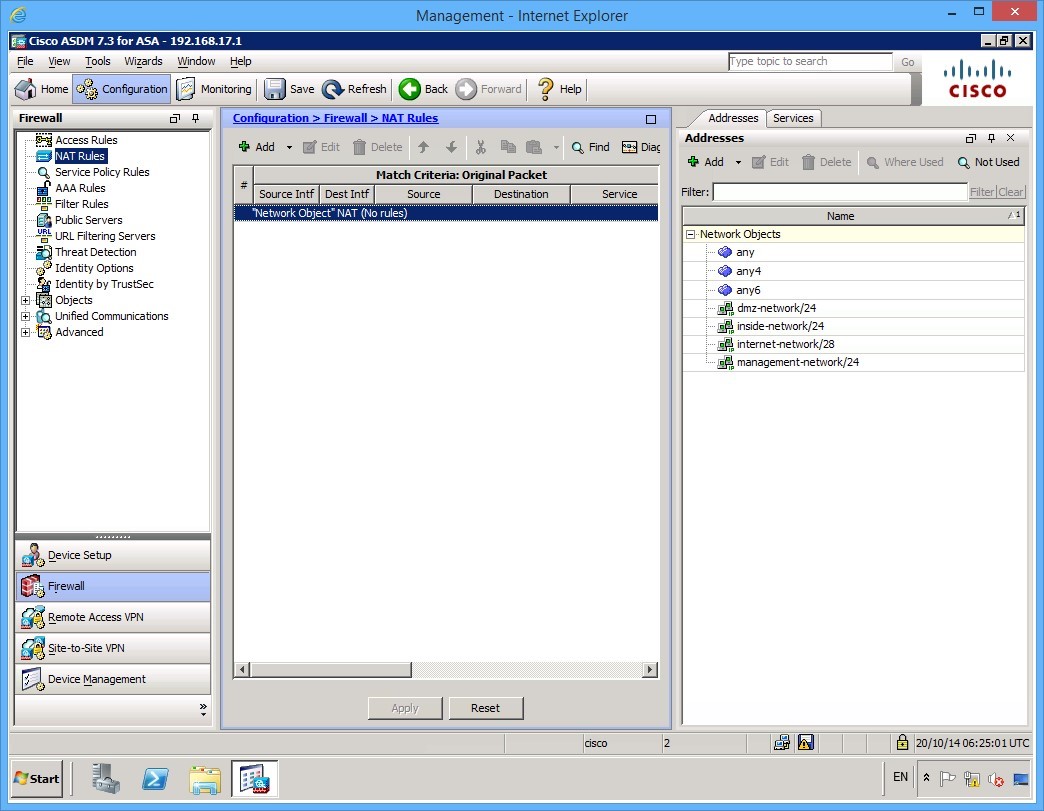 Management - Internet Explorer
Cisco ASDM 7.3 for ASA - 192.168.17.1
File View Tools Wizards Window Help
Type topic to search Go
Home Configuration Monitoring Save Refresh Back Forward Help
CISCO
Firewall
Access Rules
NAT Rules
Service Policy Rules
AAA Rules
Filter Rules
Public Servers
URL URL Filtering Servers
Threat Detection
Identity Options
Identity by TrustSec
Objects
Unified Communications
Advanced
Device Setup
Firewall
Remote Access VPN
Site-to-Site VPN
Device Management
Configuration > Firewall > NAT Rules
Add Edit Delete Find Diag
# Match Criteria: Original Packet
Source Intf Dest Intf Source Destination Service
"Network Object" NAT (No rules)
Apply Reset
Addresses Services
Addresses
Add Edit Delete Where Used Not Used
Filter: Filter Clear
Name 1
Network Objects
any
any4
any6
dmz-network/24
inside-network/24
internet-network/28
management-network/24
cisco 2 20/10/14 06:25:01 UTC
Start EN